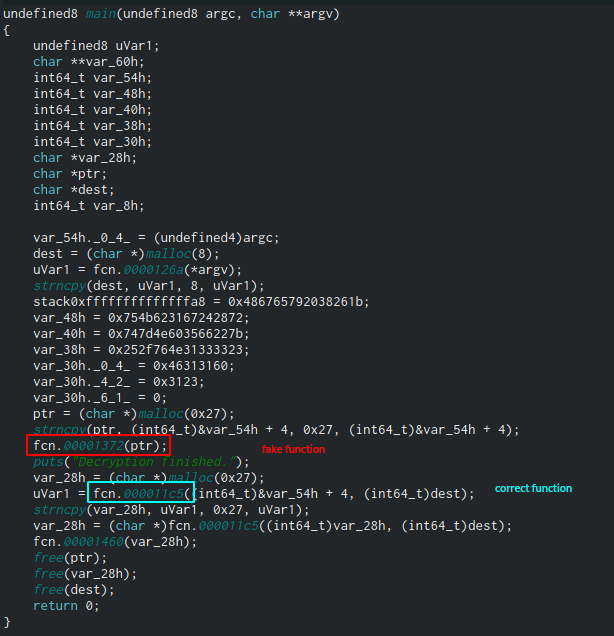 undefined8 main(undefined8 argc, char **argv)
{
undefined8 uVar1;
char **var_60h;
int64_t var_54h;
int64_t var_48h;
int64_t var_40h;
int64_t var_38h;
int64_t var_30h;
char *var_28h;
char *ptr;
char *dest;
int64_t var_8h;
var_54h._0_4_ = (undefined4)argc;
dest = (char *)malloc(8);
uVar1 = fcn.0000126a(*argv);
strncpy(dest, uVar1, 8, uVar1);
stack0xffffffffffffffa8 = 0x486765792038261b;
var_48h = 0x754b623167242872;
var_40h = 0x747d4e603566227b;
var_38h = 0x252f764e31333323;
var_30h._0_4_ = 0x46313160;
var_30h._4_2_ = 0x3123;
var_30h._6_1_ = 0;
ptr = (char *)malloc(0x27);
strncpy(ptr, (int64_t)&var_54h + 4, 0x27, (int64_t)&var_54h + 4);
fcn.00001372(ptr); fake function
puts("Decryption finished.");
var_28h = (char *)malloc(0x27);
uVar1 = fcn.000011c5((int64_t)&var_54h + 4, (int64_t)dest); correct function
strncpy(var_28h, uVar1, 0x27, uVar1);
var_28h = (char *)fcn.000011c5((int64_t)var_28h, (int64_t)dest);
fcn.00001460(var_28h);
free(ptr);
free(var_28h);
free(dest);
return 0;
}